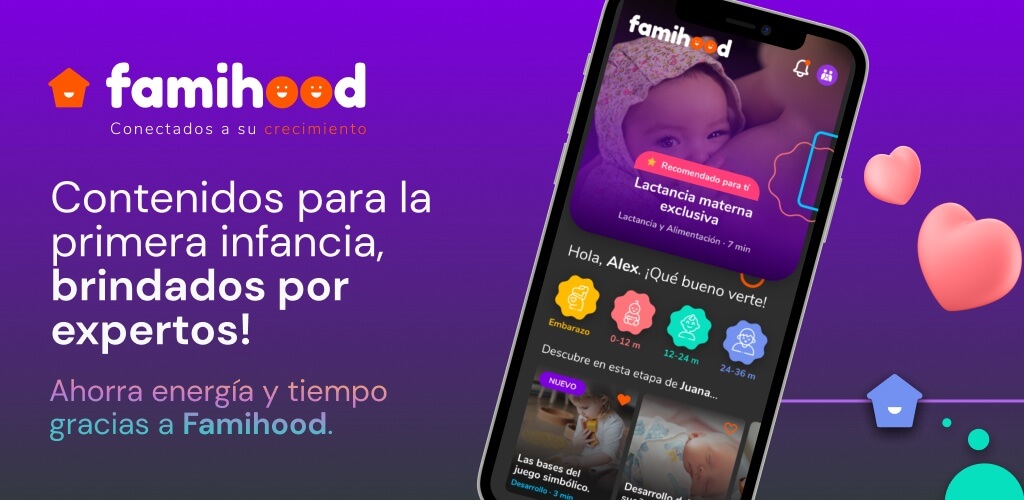 famihood
Conectados a su crecimiento
Contenidos para la
primera infancia,
brindados por
expertos!
Ahorra energía y tiempo
gracias a Famihood.
famihood
Recomendado para tí
Lactancia materna
exclusiva
Lactancia y Alimentación · 7 min
Hola, Alex. ¡Qué bueno verte!
Embarazo
0-12 m
12-24 m
24-36 m
Descubre en esta etapa de Juana...
NUEVO
Las bases del
juego simbólico.
Desarrollo · 3 min
Desarrollo del